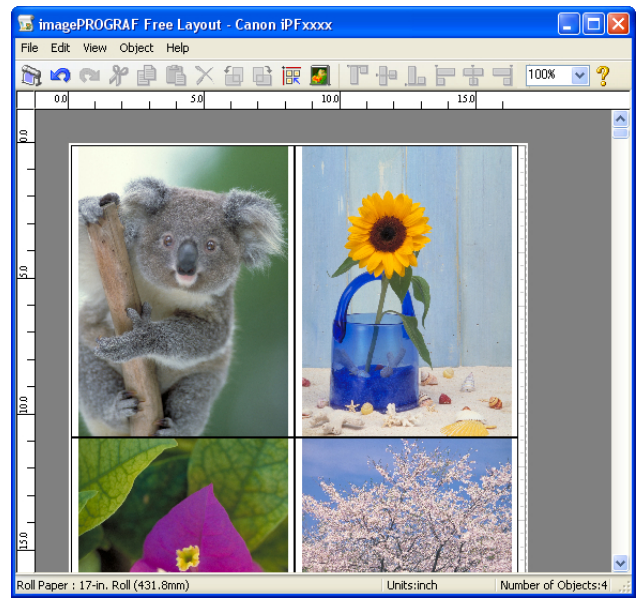 imagePROGRAF Free Layout - Canon iPFxxxx
File Edit View Object Help
100%
0.0 5.0 10.0 15.0
0.0
5.0
10.0
15.0
Roll Paper : 17-in. Roll (431.8mm) Units:inch Number of Objects:4